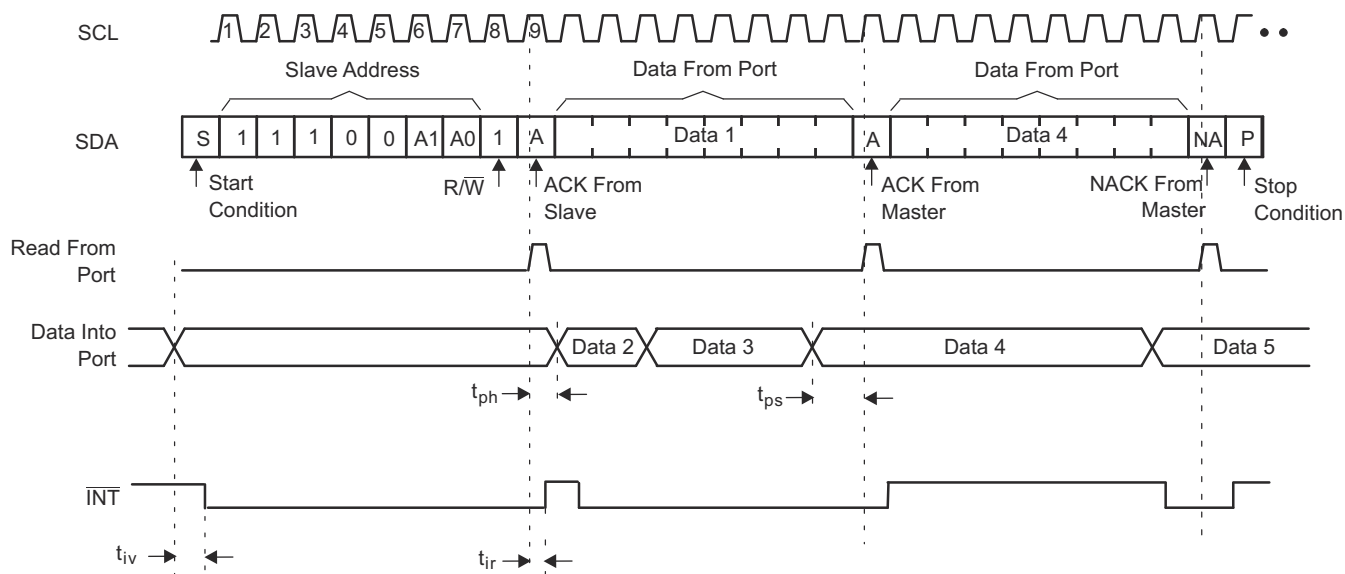 SCL
1 2 3 4 5 6 7 8 9
Slave Address
Data From Port
Data From Port
SDA
S 1 1 1 0 0 A1 A0 1 A Data 1 A Data 4 NA P
Start
Condition
R/W̅
ACK From
Slave
ACK From
Master
NACK From
Master
Stop
Condition
Read From
Port
Data Into
Port
Data 2
Data 3
Data 4
Data 5
tph
tps
I̅N̅T̅
tiv
tir